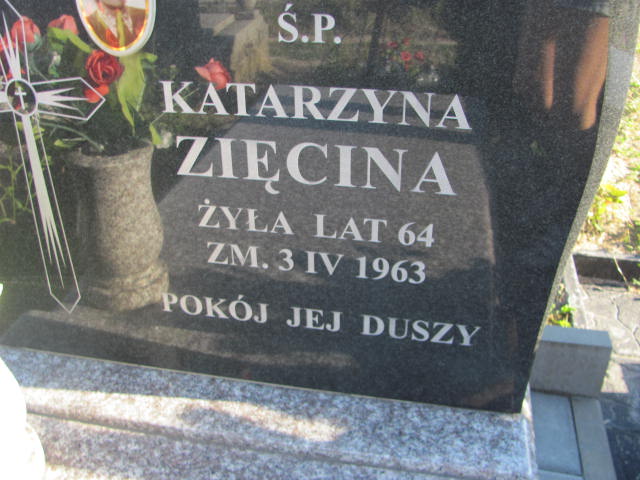 Ś.P.
KATARZYNA
ZIĘCINA
ŻYŁA LAT 64
ZM. 3 IV 1963
POKÓJ JEJ DUSZY